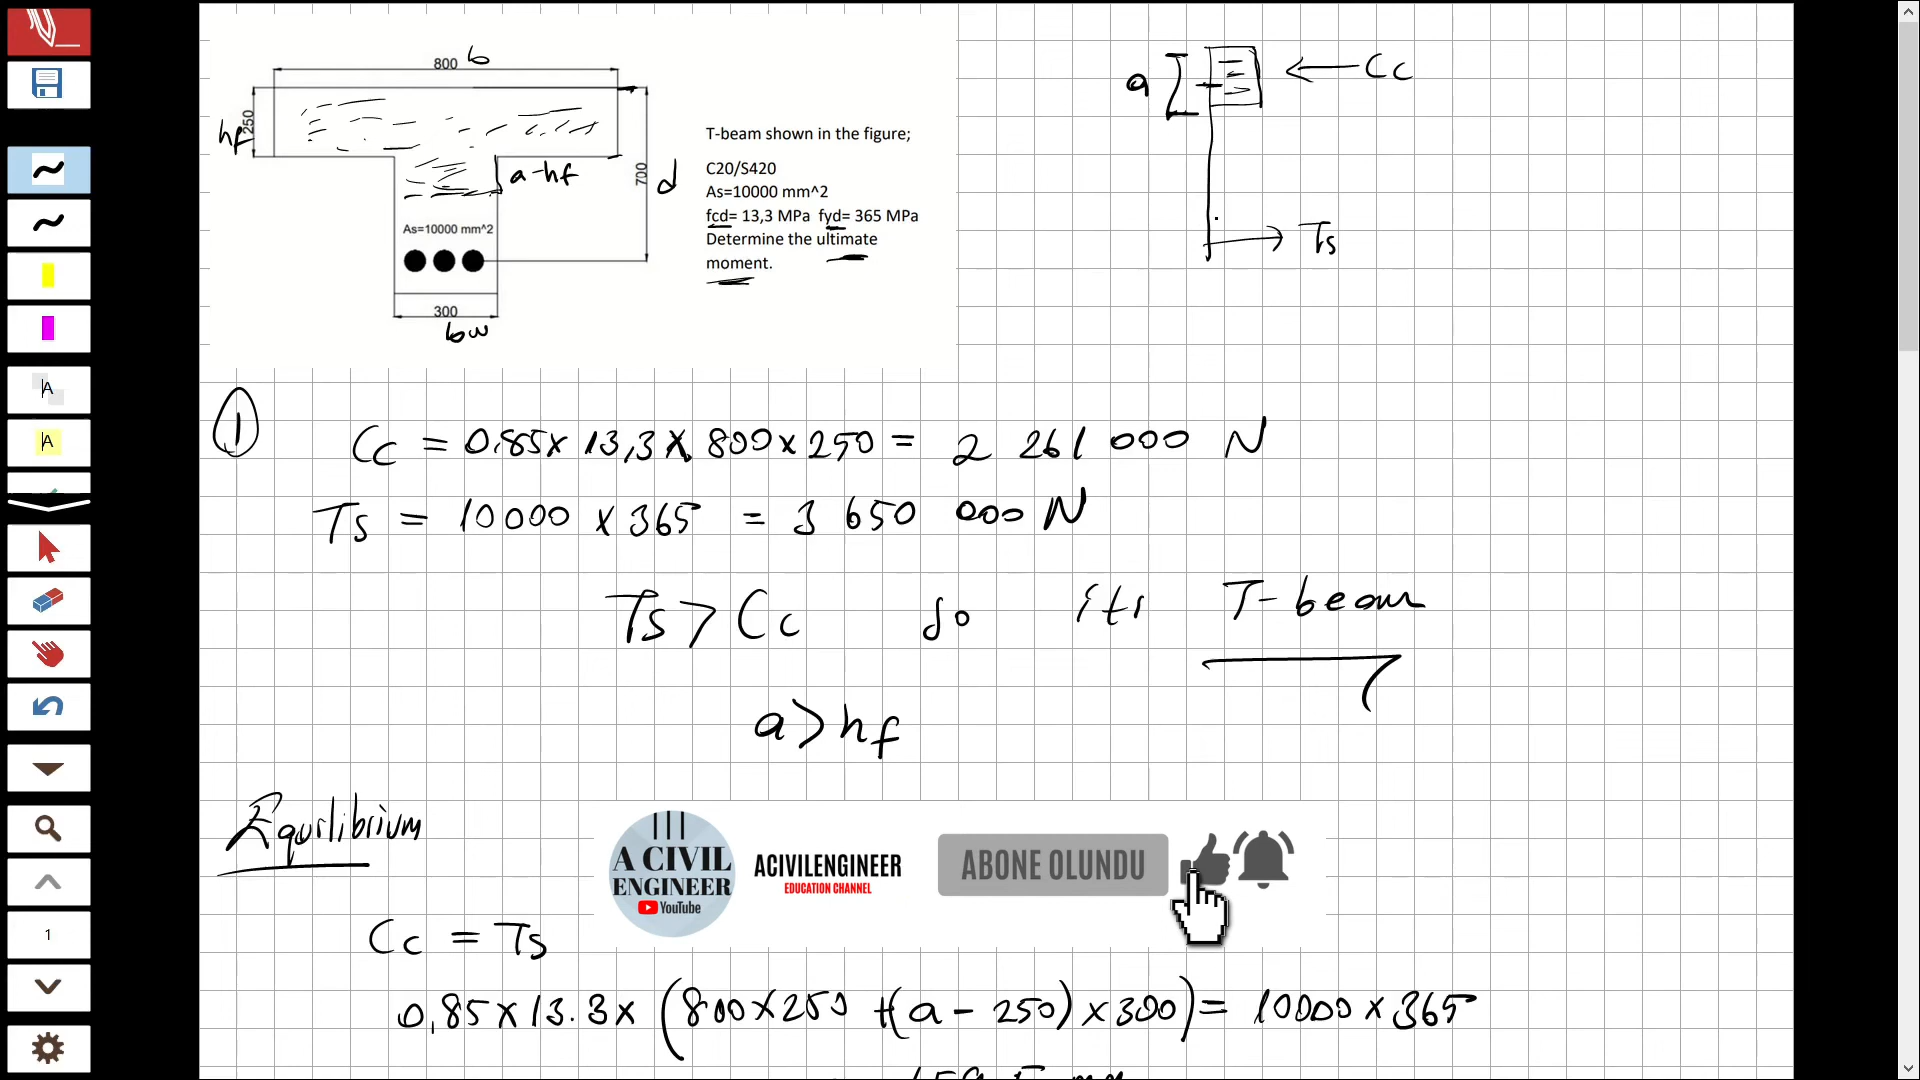 800 b
hf 250
a-hf
700 d
As=10000 mm^2
300
bw
T-beam shown in the figure;
C20/S420
As=10000 mm^2
fcd= 13,3 MPa fyd= 365 MPa
Determine the ultimate
moment.
a
Cc
Ts
1
Cc = 0.85x 13,3 x 800 x 250 = 2 261 000 N
Ts = 10000 x 365 = 3 650 000 N
Ts > Cc so its T-beam
a > hf
Equilibrium
A CIVIL
ENGINEER
YouTube
ACIVILENGINEER
EDUCATION CHANNEL
ABONE OLUNDU
Cc = Ts
0,85 x 13.3 x (800 x 250 +(a - 250) x 300) = 10000 x 365
A
A
1